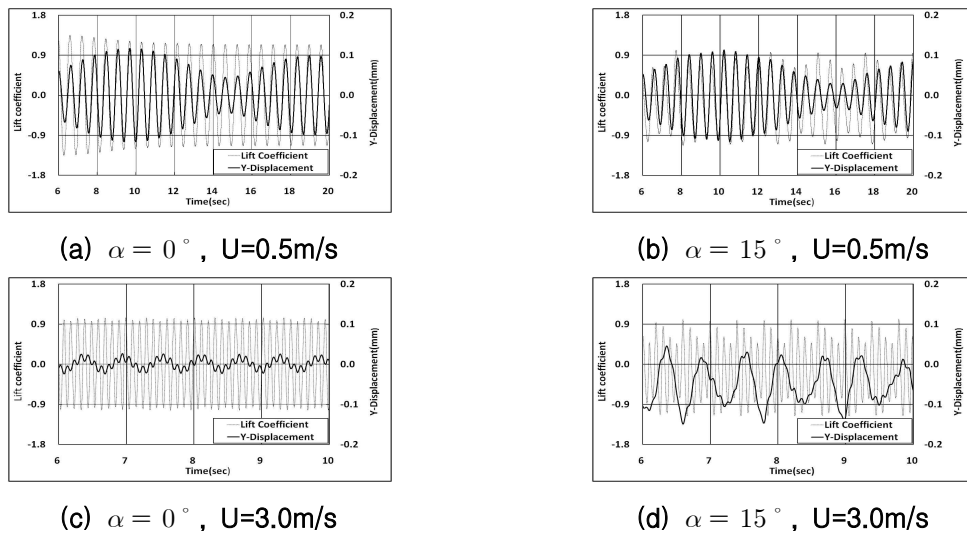 1.8
0.9
0.0
-0.9
-1.8
0.2
0.1
0.0
-0.1
-0.2
Lift coefficient
Y-Displacement(mm)
Lift Coefficient
Y-Displacement
6 8 10 12 14 16 18 20
Time(sec)
(a) α = 0°, U=0.5m/s
1.8
0.9
0.0
-0.9
-1.8
0.2
0.1
0.0
-0.1
-0.2
Lift coefficient
Y-Displacement(mm)
Lift Coefficient
Y-Displacement
6 8 10 12 14 16 18 20
Time(sec)
(b) α = 15°, U=0.5m/s
1.8
0.9
0.0
-0.9
-1.8
0.2
0.1
0.0
-0.1
-0.2
Lift coefficient
Y-Displacement(mm)
Lift Coefficient
Y-Displacement
6 7 8 9 10
Time(sec)
(c) α = 0°, U=3.0m/s
1.8
0.9
0.0
-0.9
-1.8
0.2
0.1
0.0
-0.1
-0.2
Lift coefficient
Y-Displacement(mm)
Lift Coefficient
Y-Displacement
6 7 8 9 10
Time(sec)
(d) α = 15°, U=3.0m/s